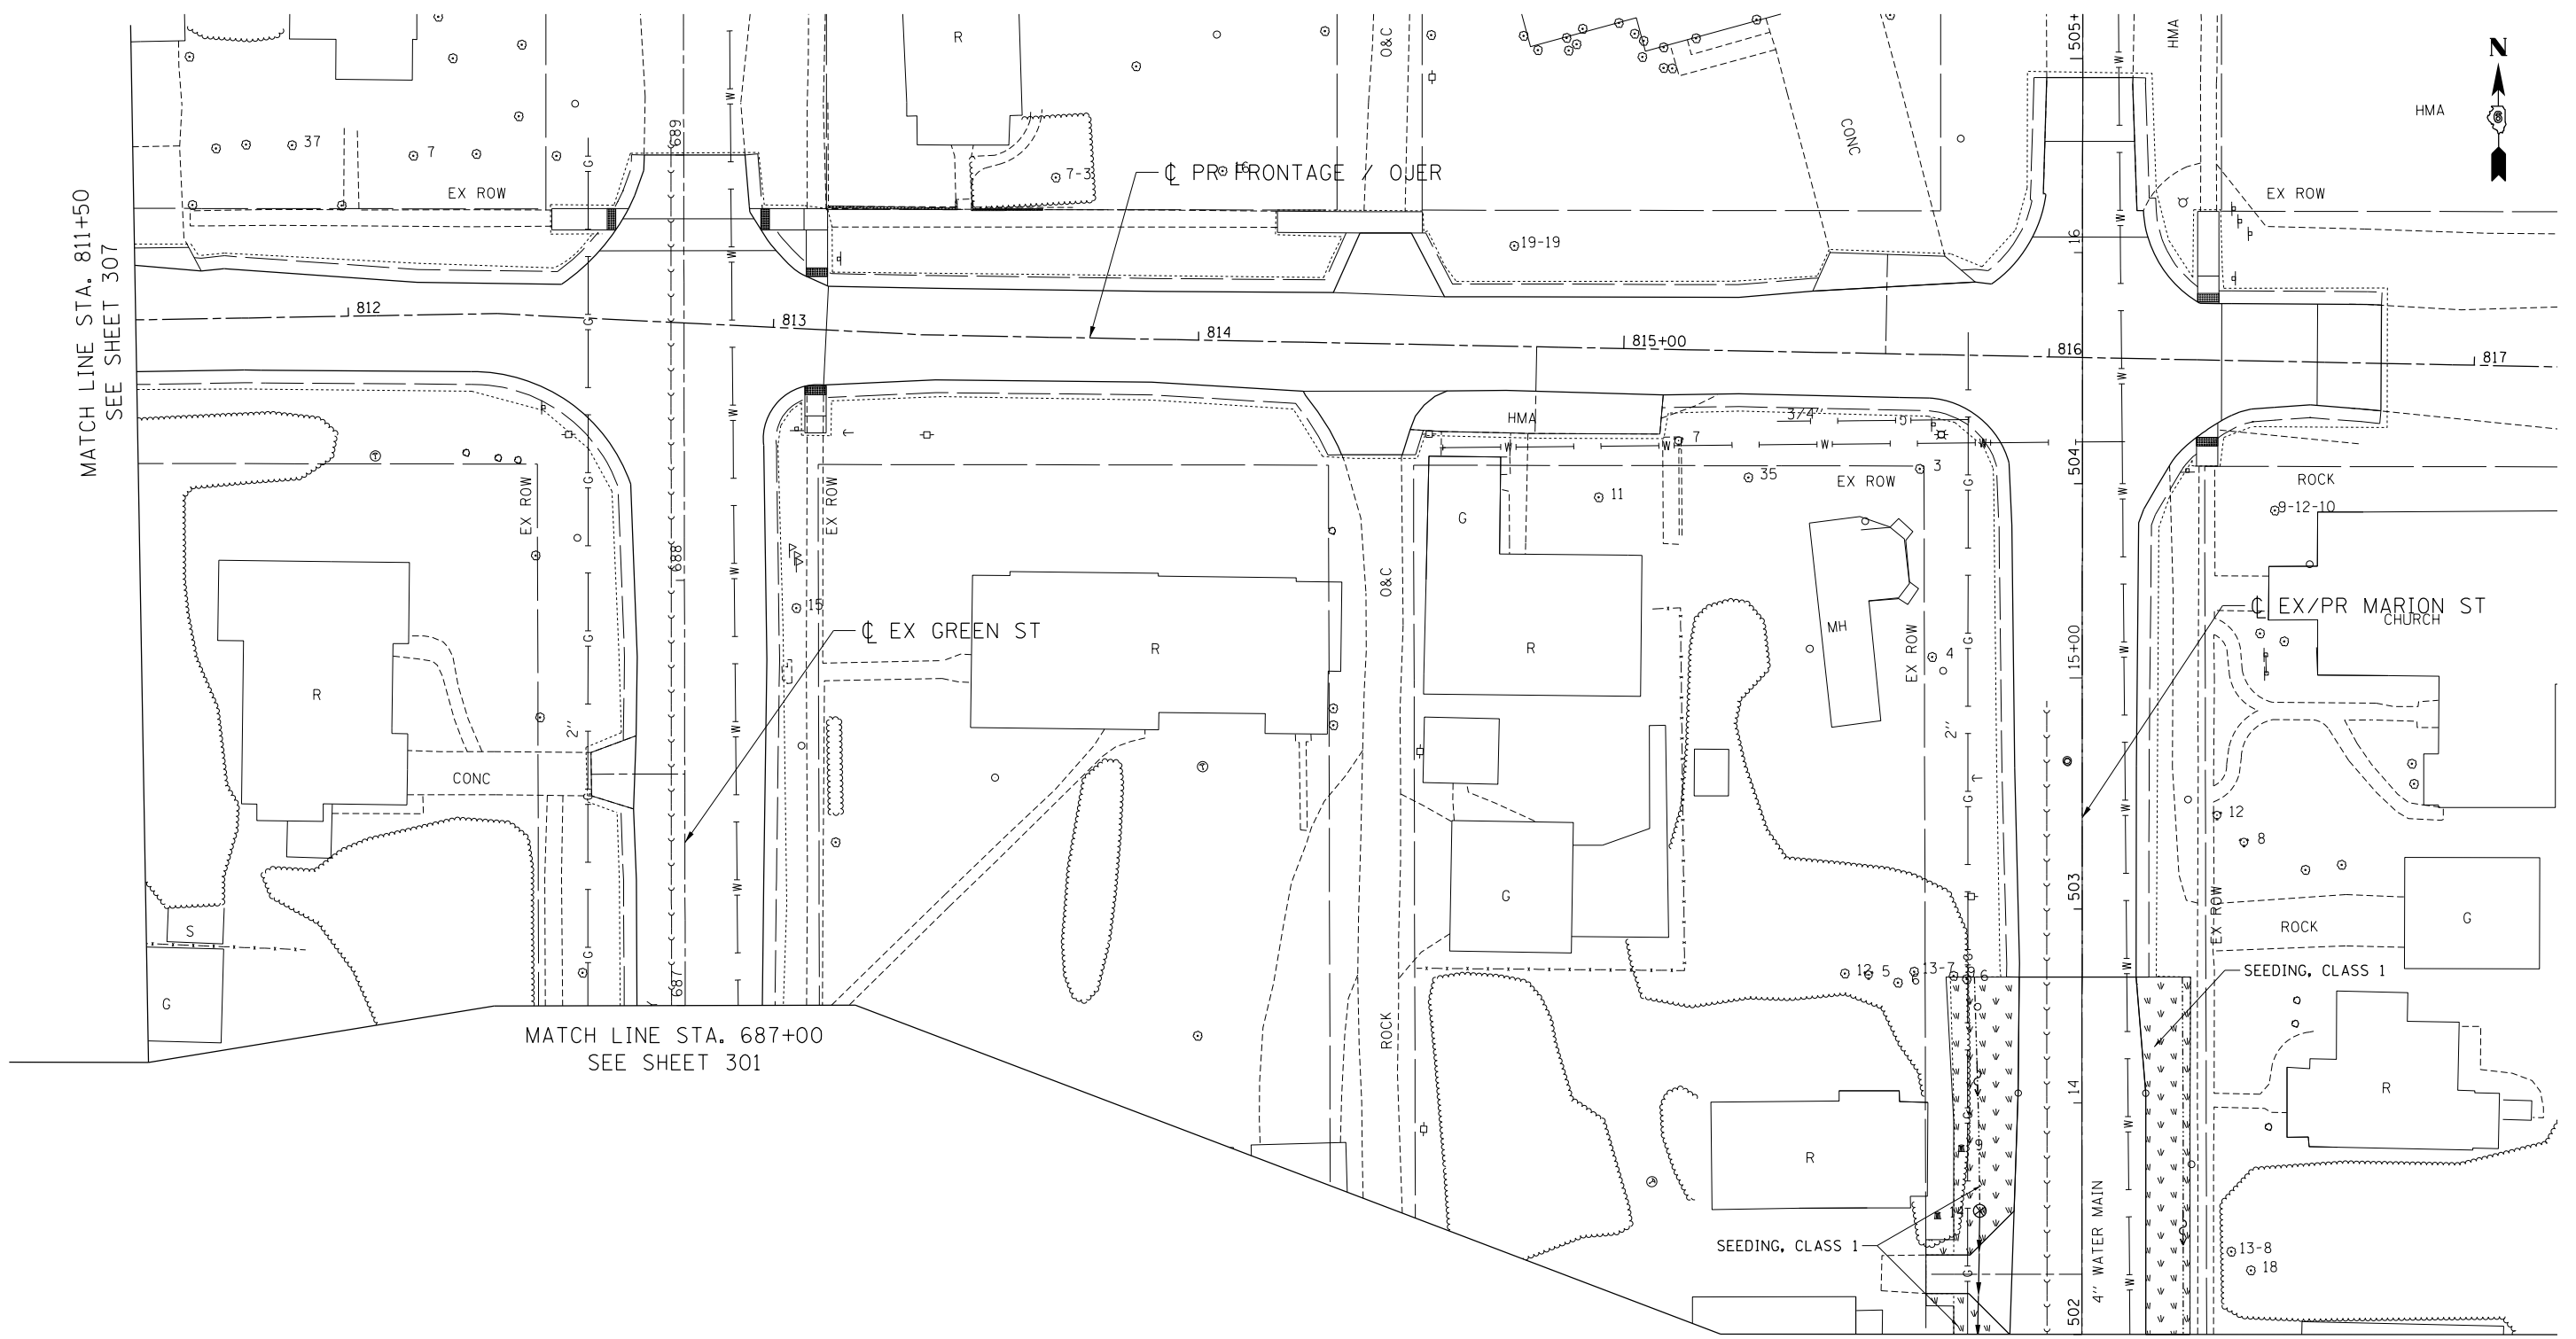 R
O&C
505+
HMA
N
HMA
689
37
7
CONC
℄ PR FRONTAGE / OJER
7-3
16
EX ROW
EX ROW
MATCH LINE STA. 811+50
SEE SHEET 307
19-19
16
812
813
814
815+00
816
817
HMA
3/4"
G
7
W
W
W
504
EX ROW
EX ROW
G
11
35
EX ROW
3
ROCK
9-12-10
688
O&C
15
℄ EX GREEN ST
℄ EX/PR MARION ST
CHURCH
MH
EX ROW
4
15+00
R
R
R
2"
2"
CONC
12
8
503
G
EX ROW
G
ROCK
S
G
687
12
5
13-7
6
SEEDING, CLASS 1
MATCH LINE STA. 687+00
SEE SHEET 301
ROCK
14
R
R
9
4" WATER MAIN
SEEDING, CLASS 1
13-8
18
502